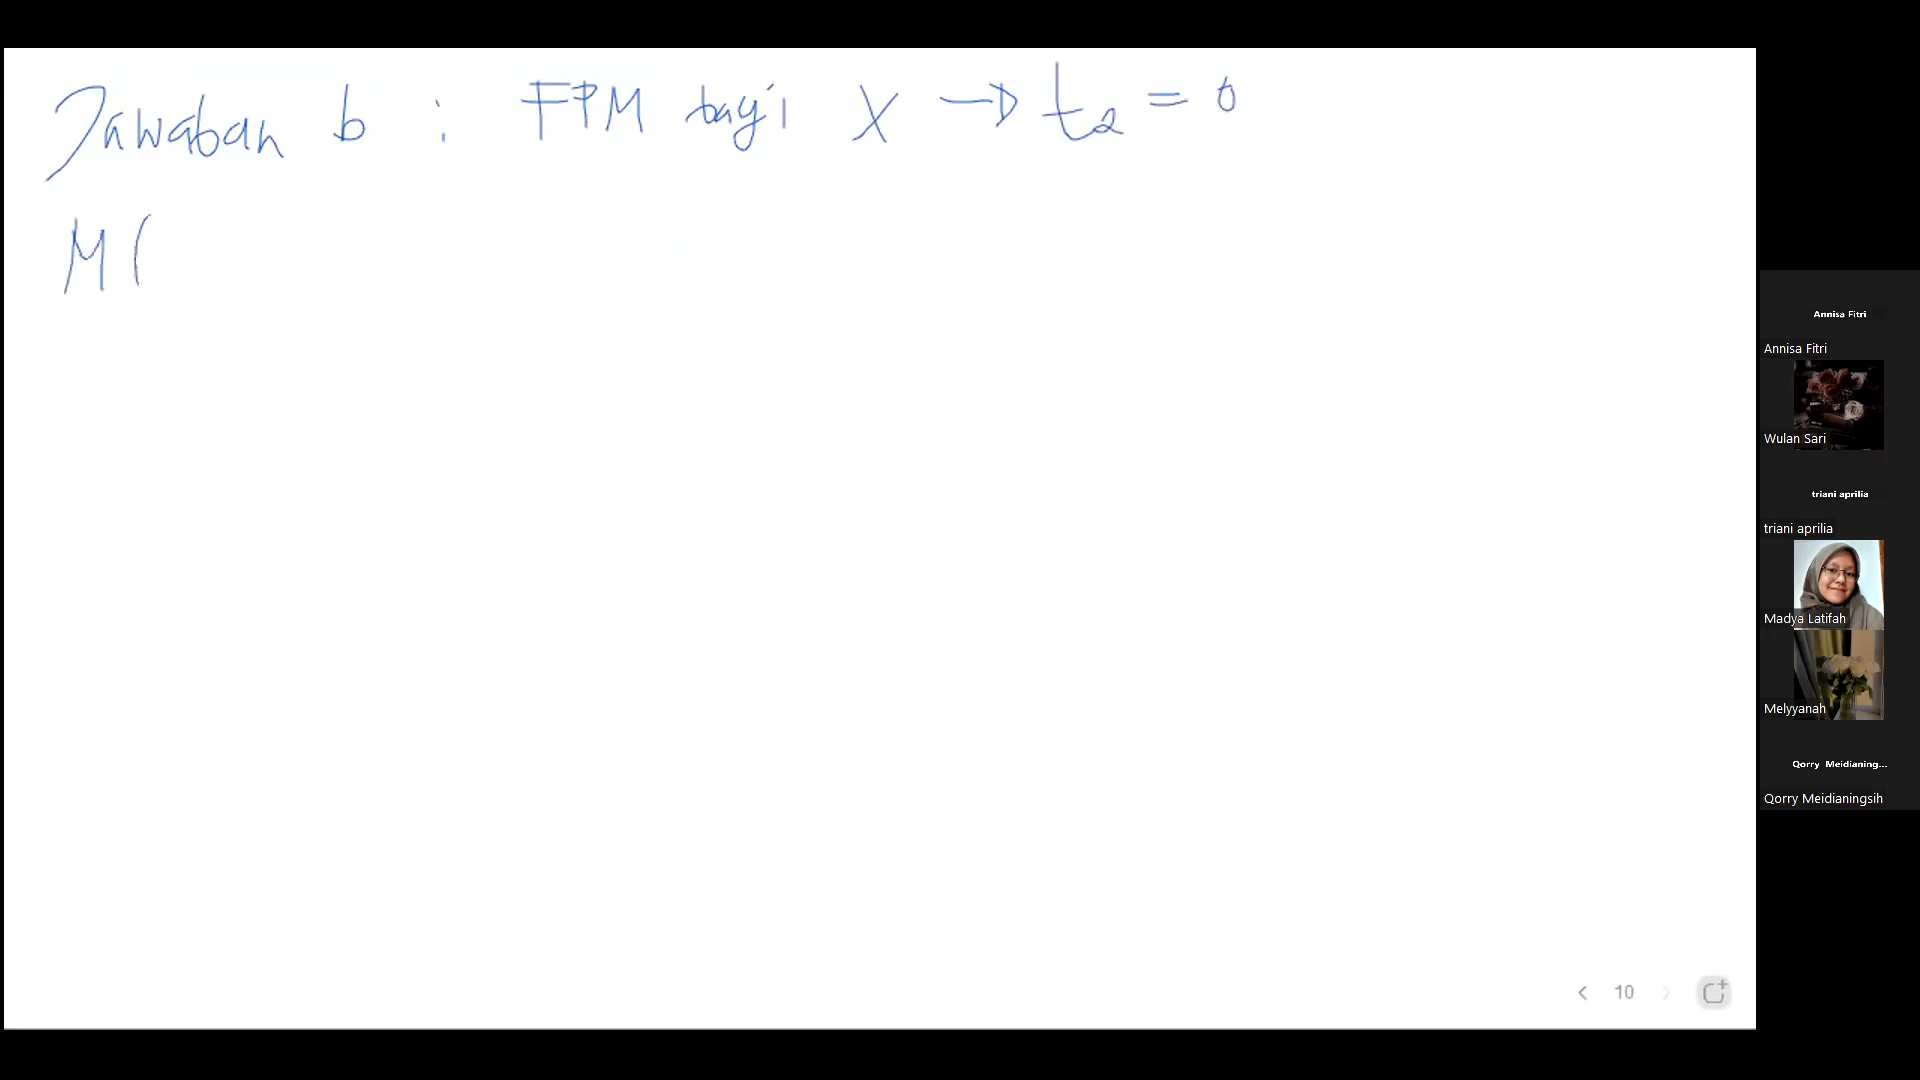 Jawaban b : FPM bagi X → t₂ = 0
M(
Annisa Fitri
Annisa Fitri
Wulan Sari
triani aprilia
triani aprilia
Madya Latifah
Melyyanah
Qorry Meidianing...
Qorry Meidianingsih
< 10 >